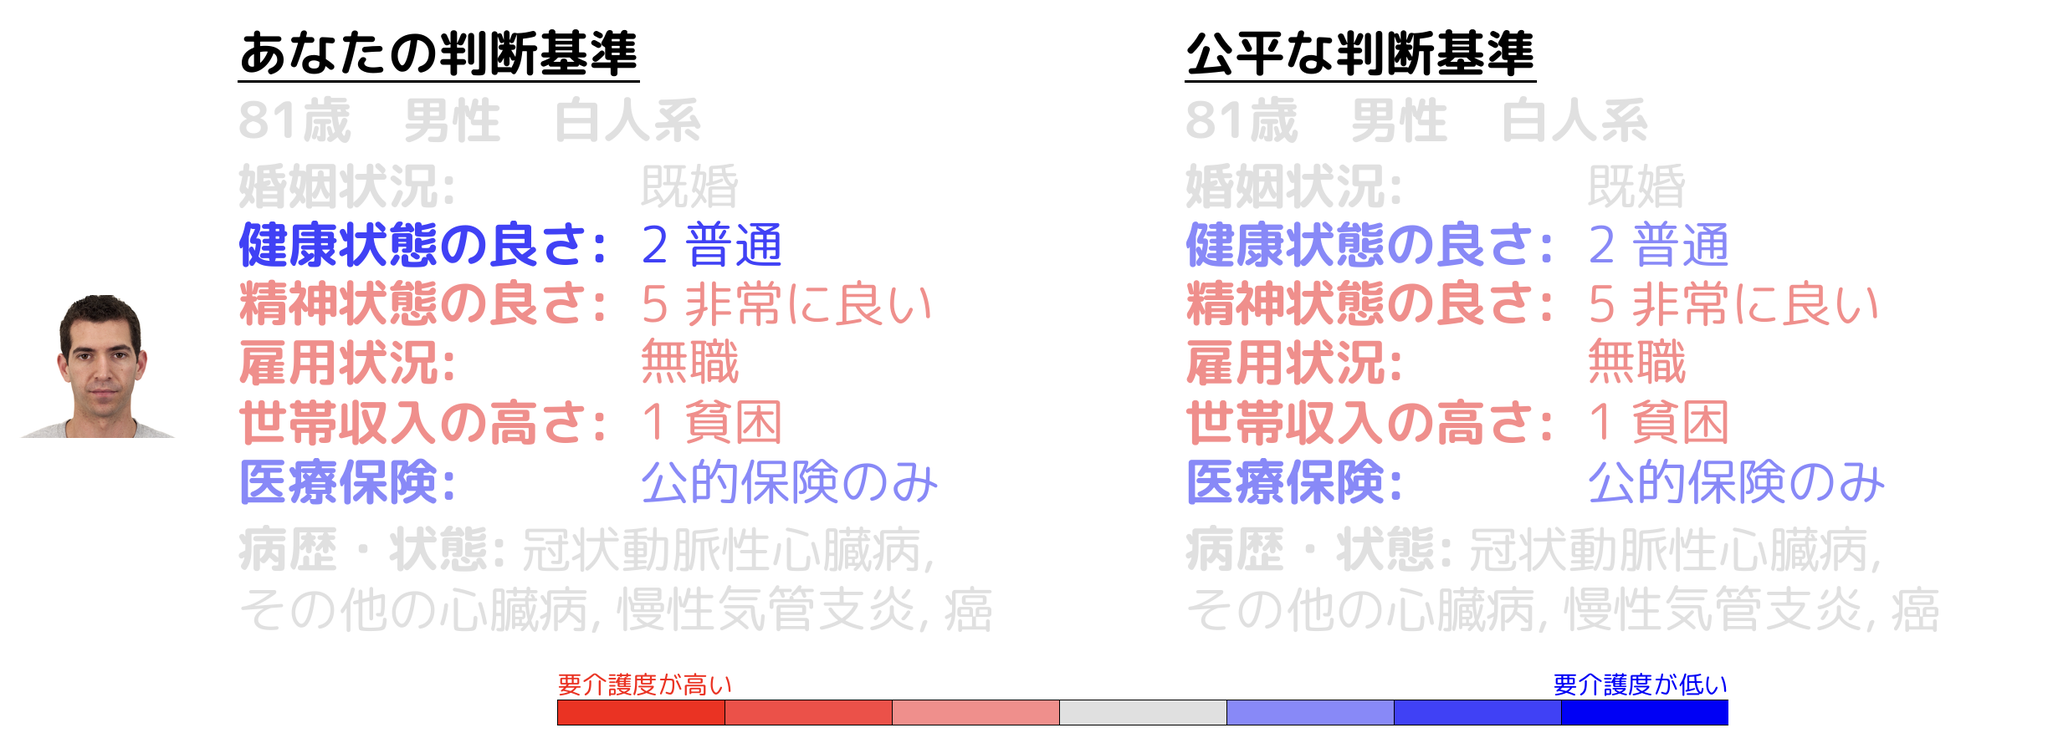 あなたの判断基準
81歳 男性 白人系
婚姻状況: 既婚
健康状態の良さ: 2 普通
精神状態の良さ: 5 非常に良い
雇用状況: 無職
世帯収入の高さ: 1 貧困
医療保険: 公的保険のみ
病歴・状態: 冠状動脈性心臓病,
その他の心臓病, 慢性気管支炎, 癌
公平な判断基準
81歳 男性 白人系
婚姻状況: 既婚
健康状態の良さ: 2 普通
精神状態の良さ: 5 非常に良い
雇用状況: 無職
世帯収入の高さ: 1 貧困
医療保険: 公的保険のみ
病歴・状態: 冠状動脈性心臓病,
その他の心臓病, 慢性気管支炎, 癌
要介護度が高い
要介護度が低い